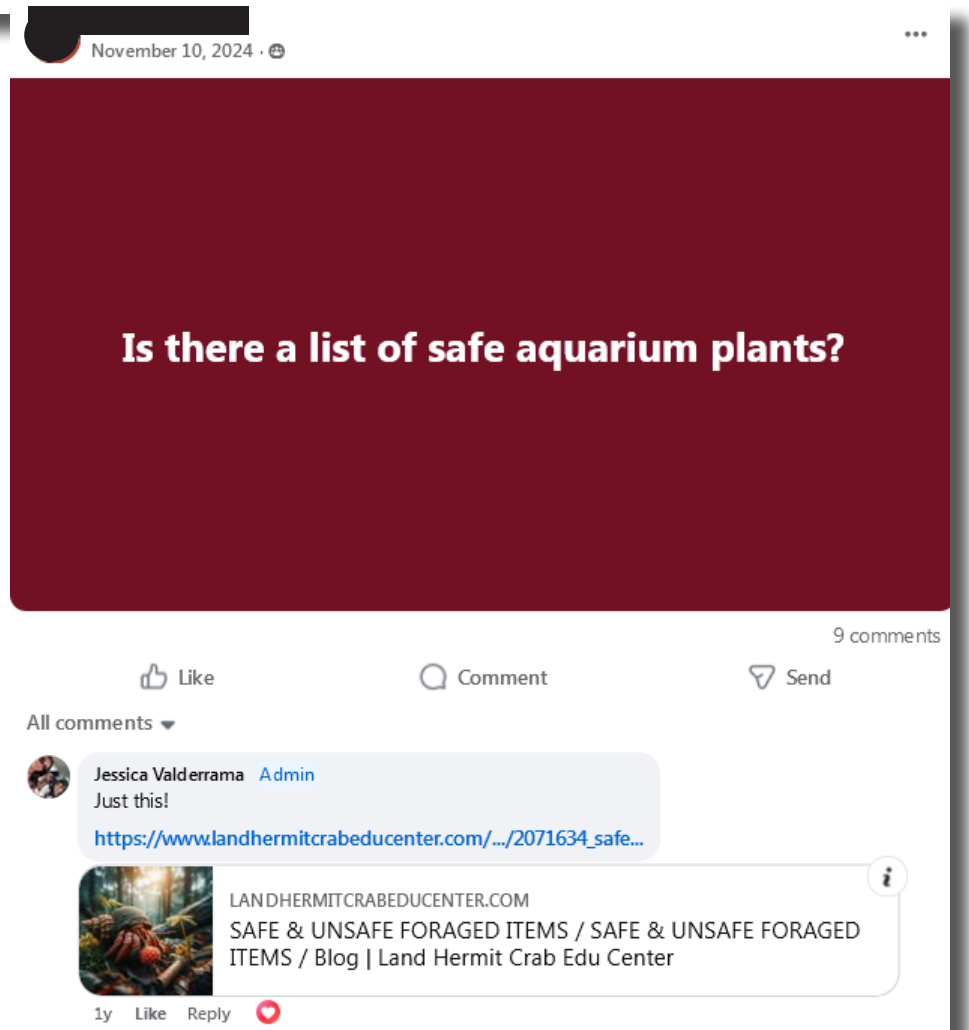 November 10, 2024 ·
Is there a list of safe aquarium plants?
9 comments
Like
Comment
Send
All comments
Jessica Valderrama Admin
Just this!
https://www.landhermitcrabeducenter.com/.../2071634_safe...
i
LANDHERMITCRABEDUCENTER.COM
SAFE & UNSAFE FORAGED ITEMS / SAFE & UNSAFE FORAGED
ITEMS / Blog | Land Hermit Crab Edu Center
1y Like Reply